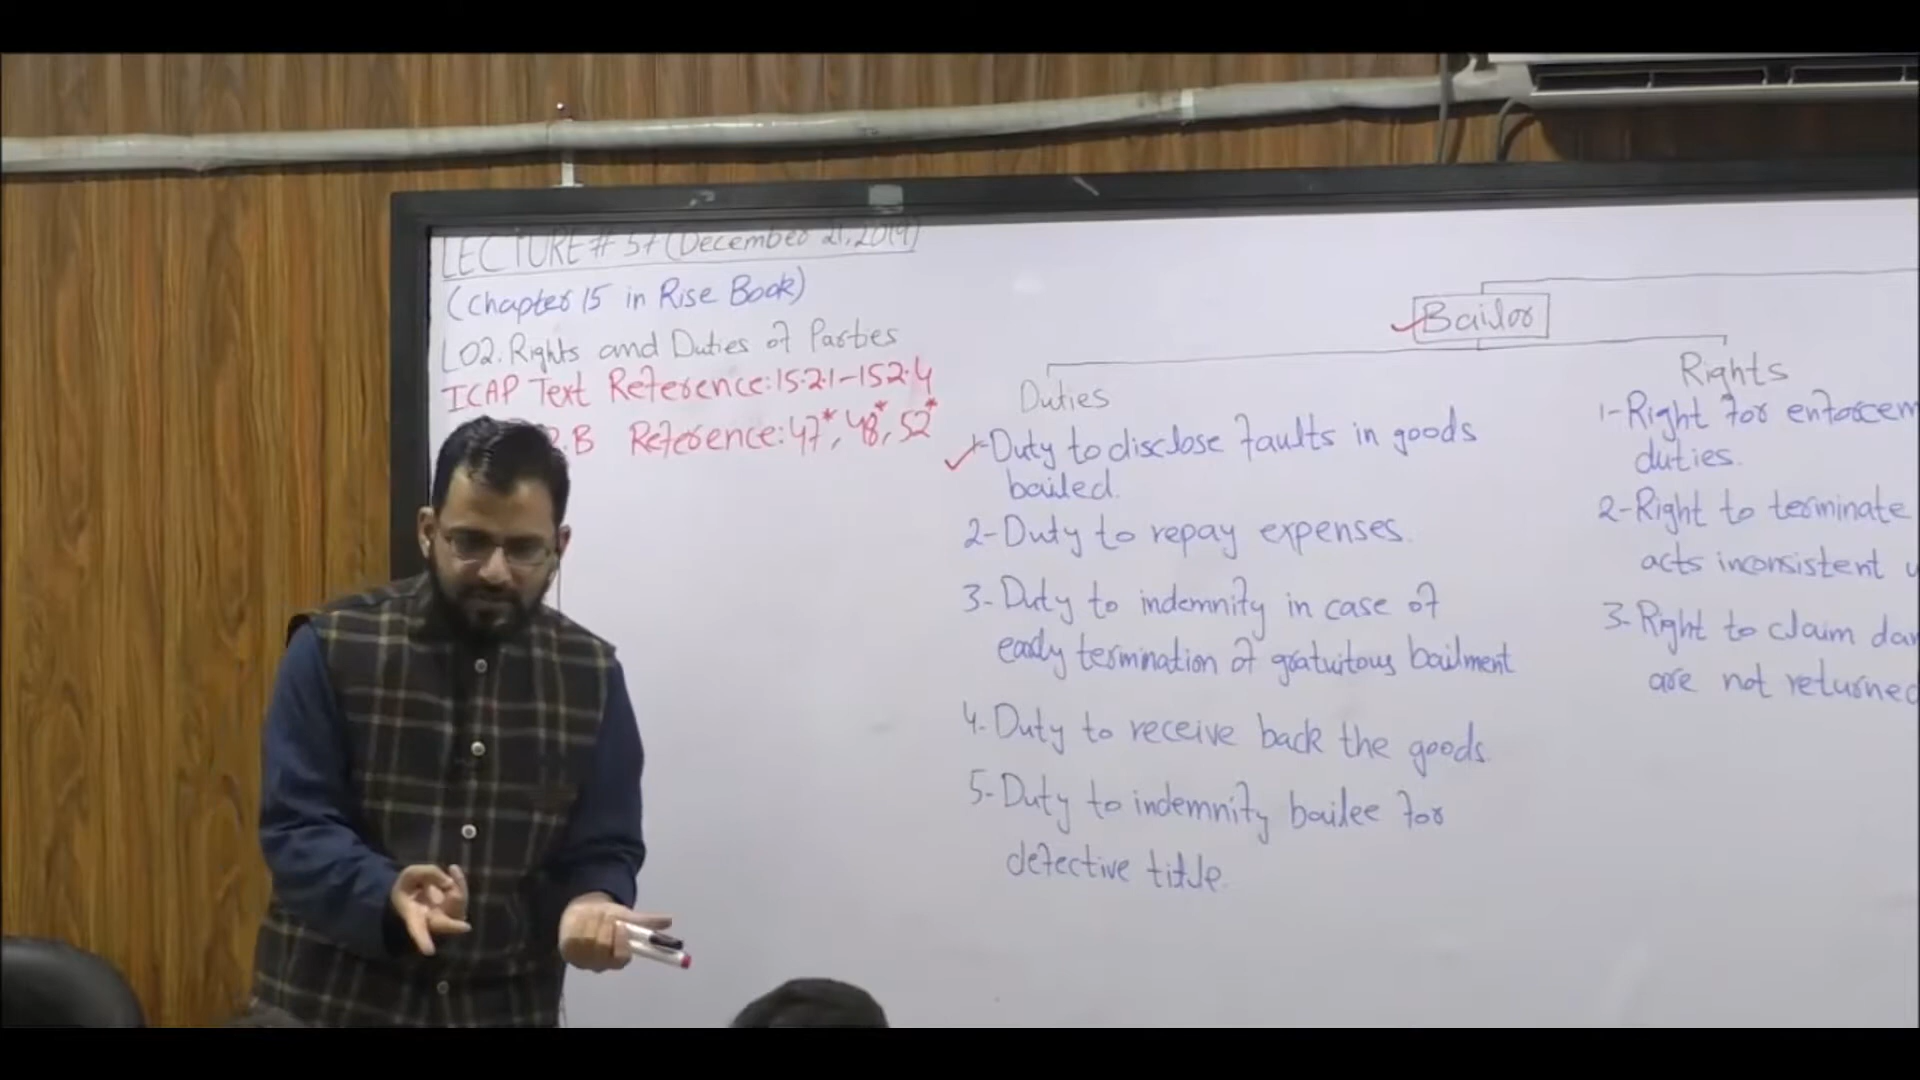 LECTURE # 57 (December 21, 2019)
(Chapter 15 in Rise Book)
LO2. Rights and Duties of Parties
ICAP Text Reference: 15.2.1-152.4
.B Reference: 47*, 48*, 52*
Bailor
Duties
1-Duty to disclose faults in goods
bailed.
2-Duty to repay expenses.
3-Duty to indemnify in case of
early termination of gratuitous bailment
4-Duty to receive back the goods.
5-Duty to indemnify bailee for
defective title.
Rights
1-Right for enforcem
duties.
2-Right to terminate
acts inconsistent
3-Right to claim da
are not returned